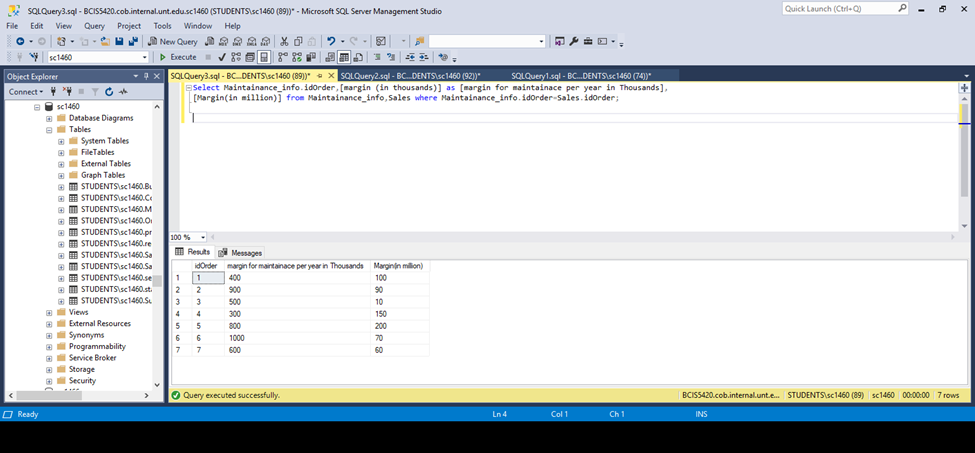 SQLQuery3.sql - BCIS5420.cob.internal.unt.edu.sc1460 (STUDENTS\sc1460 (89))* - Microsoft SQL Server Management Studio
Quick Launch (Ctrl+Q)
File Edit View Query Project Tools Window Help
New Query
sc1460 Execute
Object Explorer
SQLQuery3.sql - BC...DENTS\sc1460 (89))* SQLQuery2.sql - BC...DENTS\sc1460 (92))* SQLQuery1.sql - BC...DENTS\sc1460 (74))*
Connect
Select Maintainance_info.idOrder,[margin (in thousands)] as [margin for maintainace per year in Thousands],
[Margin(in million)] from Maintainance_info,Sales where Maintainance_info.idOrder=Sales.idOrder;
sc1460
Database Diagrams
Tables
System Tables
FileTables
External Tables
Graph Tables
STUDENTS\sc1460.Bu
STUDENTS\sc1460.Cc
STUDENTS\sc1460.M
STUDENTS\sc1460.Or
STUDENTS\sc1460.pr
STUDENTS\sc1460.re
STUDENTS\sc1460.Sa
STUDENTS\sc1460.Sa
STUDENTS\sc1460.se
STUDENTS\sc1460.sta
STUDENTS\sc1460.Su
Views
External Resources
Synonyms
Programmability
Service Broker
Storage
Security
100 %
Results Messages
idOrder margin for maintainace per year in Thousands Margin(in million)
1 1 400 100
2 2 900 90
3 3 500 10
4 4 300 150
5 5 800 200
6 6 1000 70
7 7 600 60
Query executed successfully. BCIS5420.cob.internal.unt.e... STUDENTS\sc1460 (89) sc1460 00:00:00 7 rows
Ready Ln 4 Col 1 Ch 1 INS